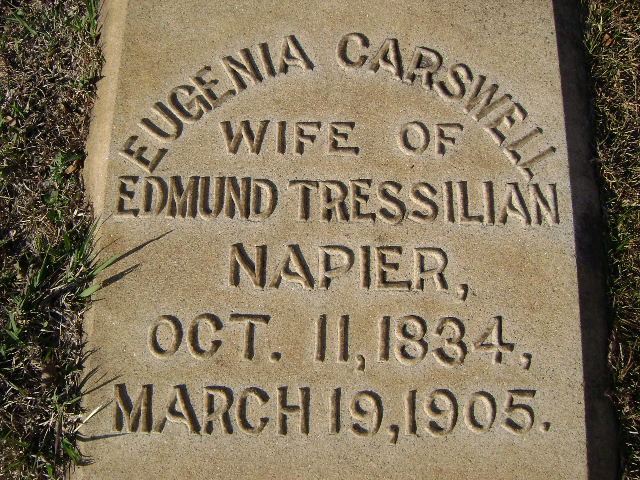 EUGENIA CARSWELL
WIFE OF
EDMUND TRESSILIAN
NAPIER,
OCT. 11, 1834,
MARCH 19, 1905.